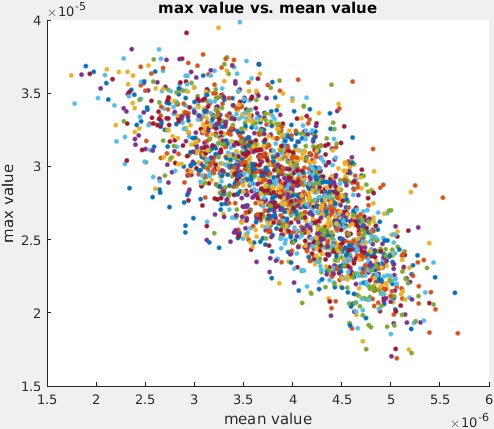 max value vs. mean value
×10⁻⁵
4
3.5
3
2.5
2
1.5
max value
1.5 2 2.5 3 3.5 4 4.5 5 5.5 6
mean value
×10⁻⁶